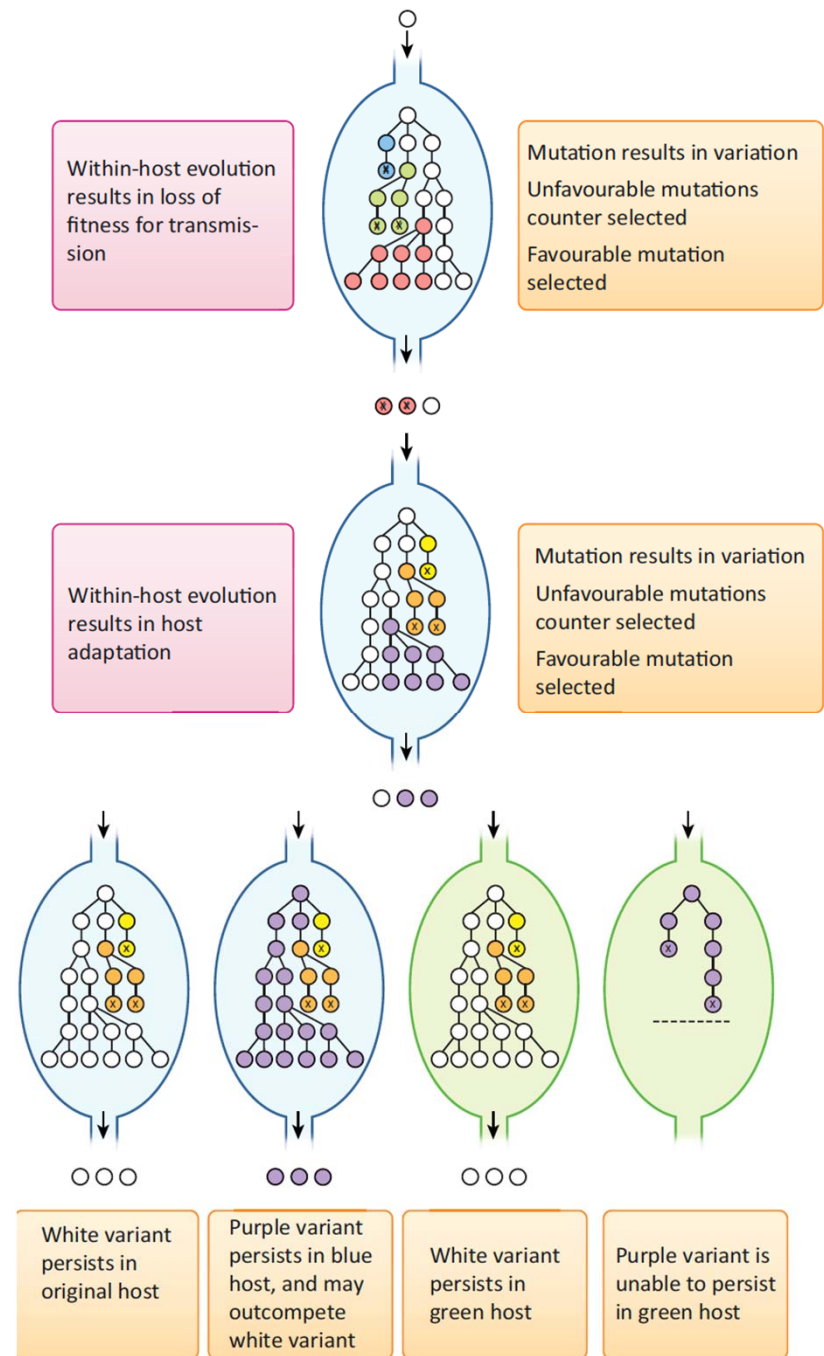 Within-host evolution
results in loss of
fitness for transmis-
sion
Mutation results in variation
Unfavourable mutations
counter selected
Favourable mutation
selected
x
x x
x x
Within-host evolution
results in host
adaptation
Mutation results in variation
Unfavourable mutations
counter selected
Favourable mutation
selected
x
x x
x
x x
x
x x
x
x x
x
x
White variant
persists in
original host
Purple variant
persists in blue
host, and may
outcompete
white variant
White variant
persists in
green host
Purple variant is
unable to persist
in green host